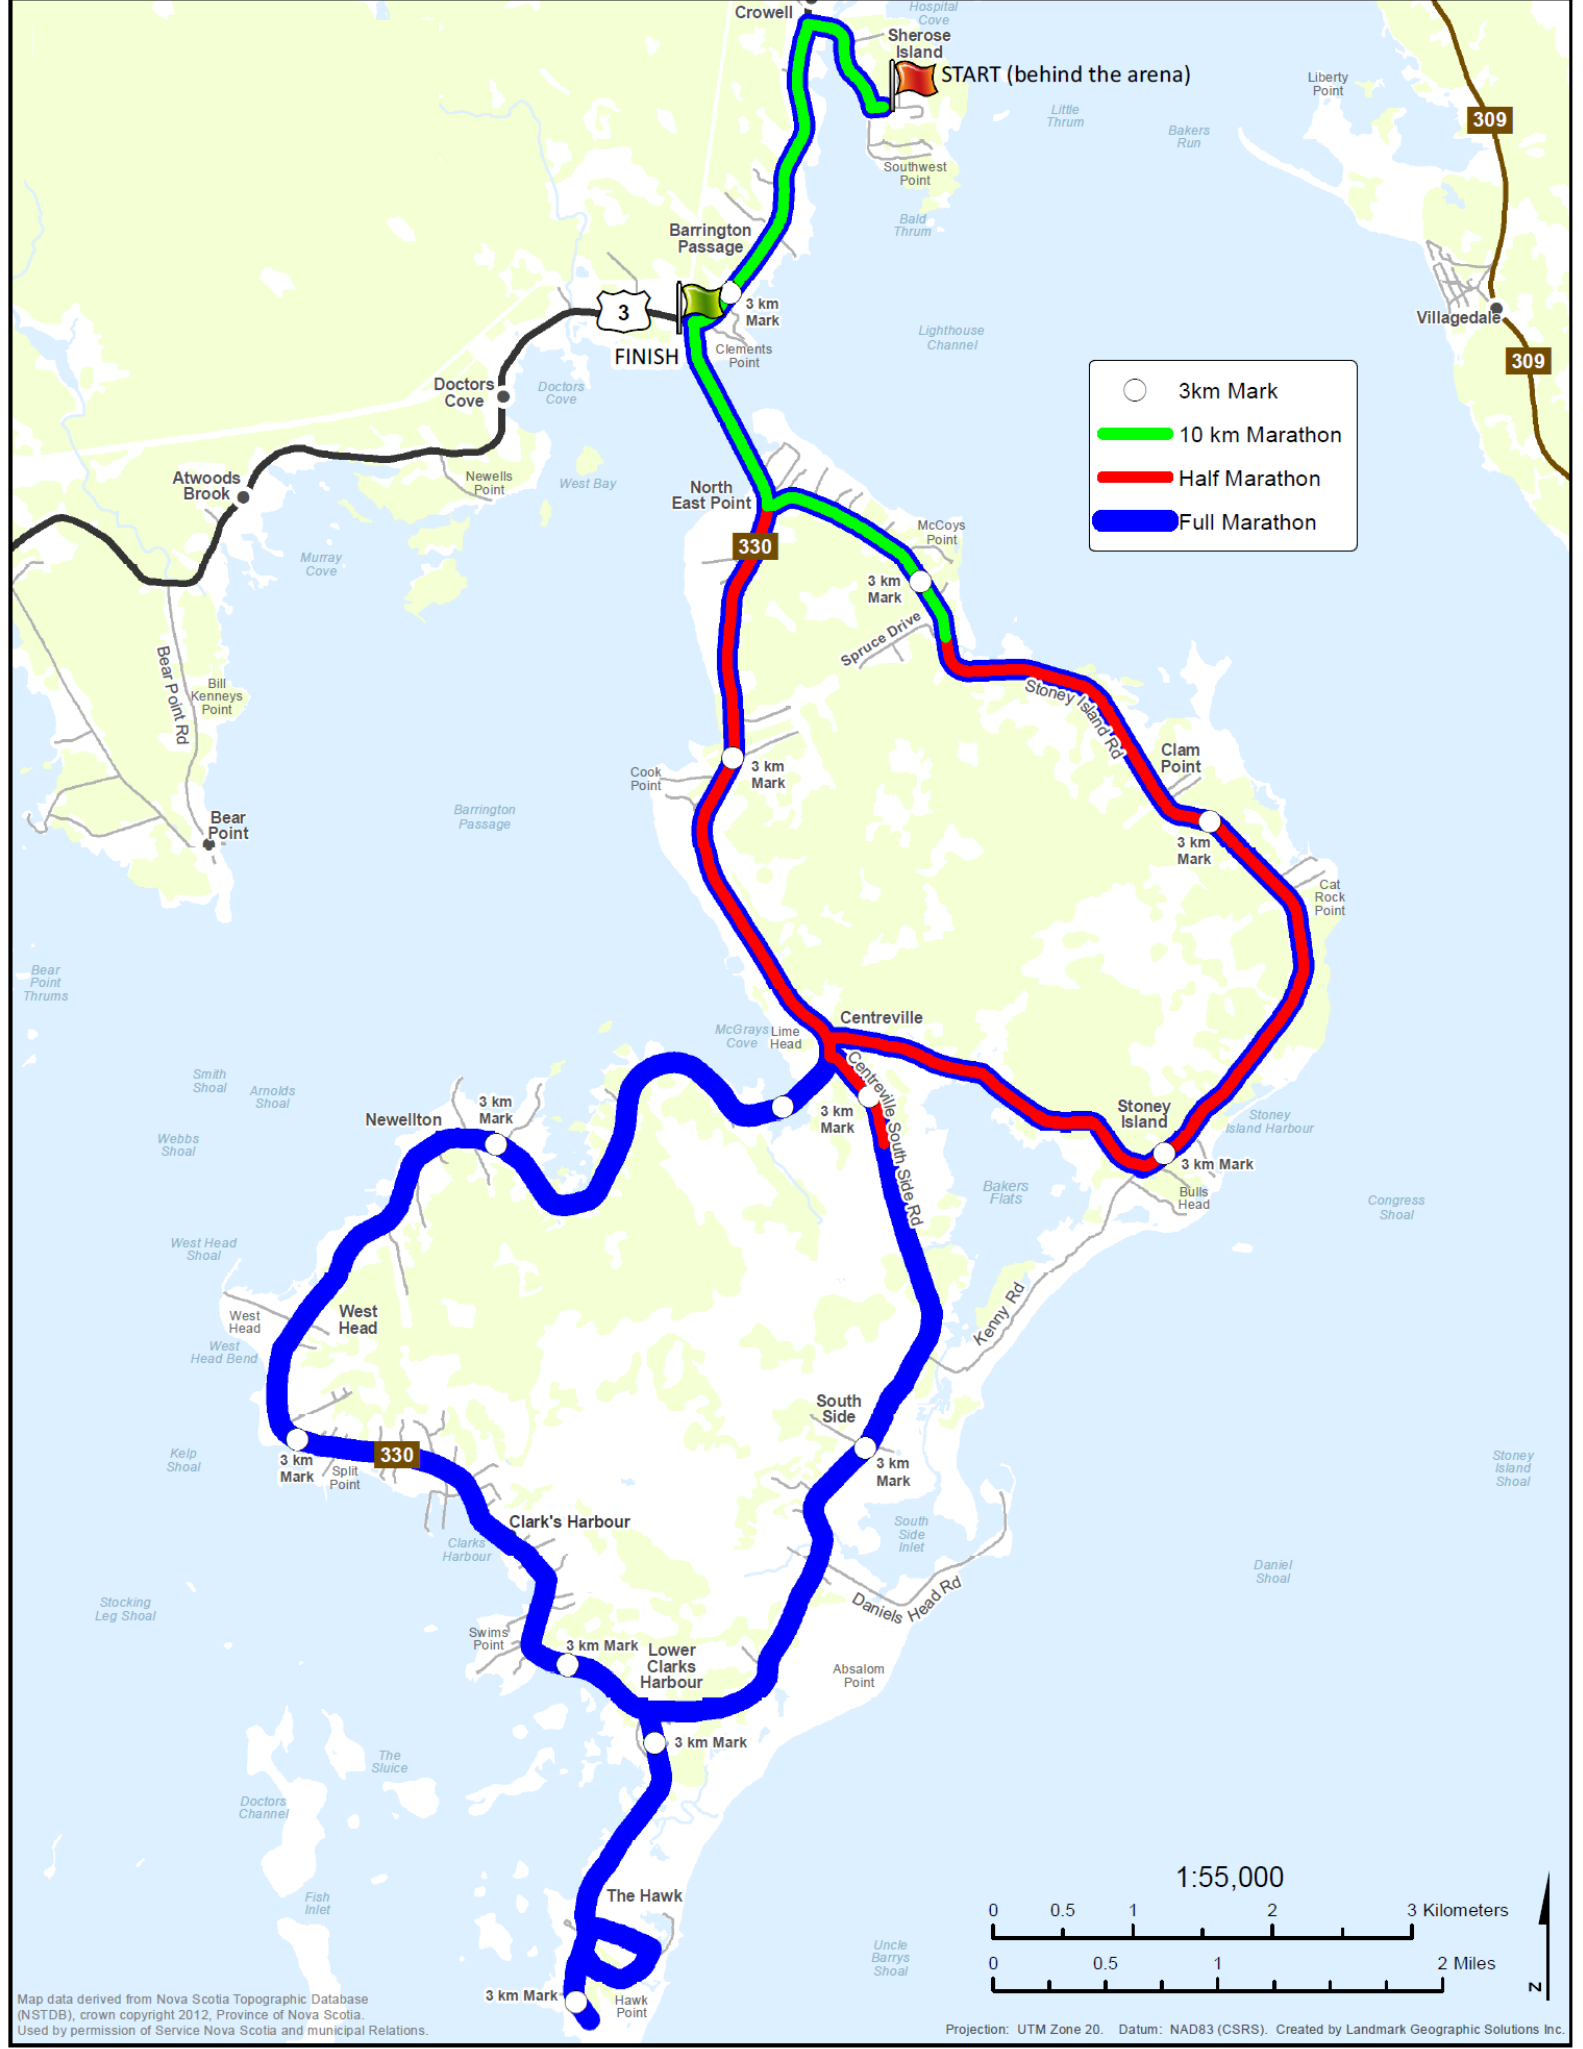 Crowell
Hospital
Cove
Sherose
Island
START (behind the arena)
Liberty
Point
Little
Thrum
Bakers
Run
309
Southwest
Point
Bald
Thrum
Barrington
Passage
3
3 km
Mark
FINISH
Clements
Point
Lighthouse
Channel
Villagedale
309
Doctors
Cove
Doctors
Cove
3km Mark
10 km Marathon
Half Marathon
Full Marathon
Atwoods
Brook
Newells
Point
West Bay
North
East Point
330
McCoys
Point
Murray
Cove
3 km
Mark
Spruce Drive
Bear Point Rd
Bill
Kenneys
Point
Stoney Island Rd
Clam
Point
Cook
Point
3 km
Mark
Barrington
Passage
Bear
Point
3 km
Mark
Cat
Rock
Point
Bear
Point
Thrums
McGrays
Cove
Lime
Head
Centreville
Centreville South Side Rd
Smith
Shoal
Arnolds
Shoal
Newellton
3 km
Mark
3 km
Mark
Stoney
Island
Stoney
Island Harbour
Webbs
Shoal
3 km Mark
Bakers
Flats
Bulls
Head
Congress
Shoal
West Head
Shoal
West
Head
West
Head
West
Head Bend
Kenny Rd
South
Side
Kelp
Shoal
3 km
Mark
Split
Point
330
3 km
Mark
Stoney
Island
Shoal
Clark's Harbour
Clarks
Harbour
South
Side
Inlet
Daniel
Shoal
Stocking
Leg Shoal
Daniels Head Rd
Swims
Point
3 km Mark
Lower
Clarks
Harbour
Absalom
Point
3 km Mark
The
Sluice
Doctors
Channel
The Hawk
Fish
Inlet
Uncle
Barrys
Shoal
3 km Mark
Hawk
Point
1:55,000
0 0.5 1 2 3 Kilometers
0 0.5 1 2 Miles
N
Map data derived from Nova Scotia Topographic Database
(NSTDB), crown copyright 2012, Province of Nova Scotia.
Used by permission of Service Nova Scotia and municipal Relations.
Projection: UTM Zone 20. Datum: NAD83 (CSRS). Created by Landmark Geographic Solutions Inc.